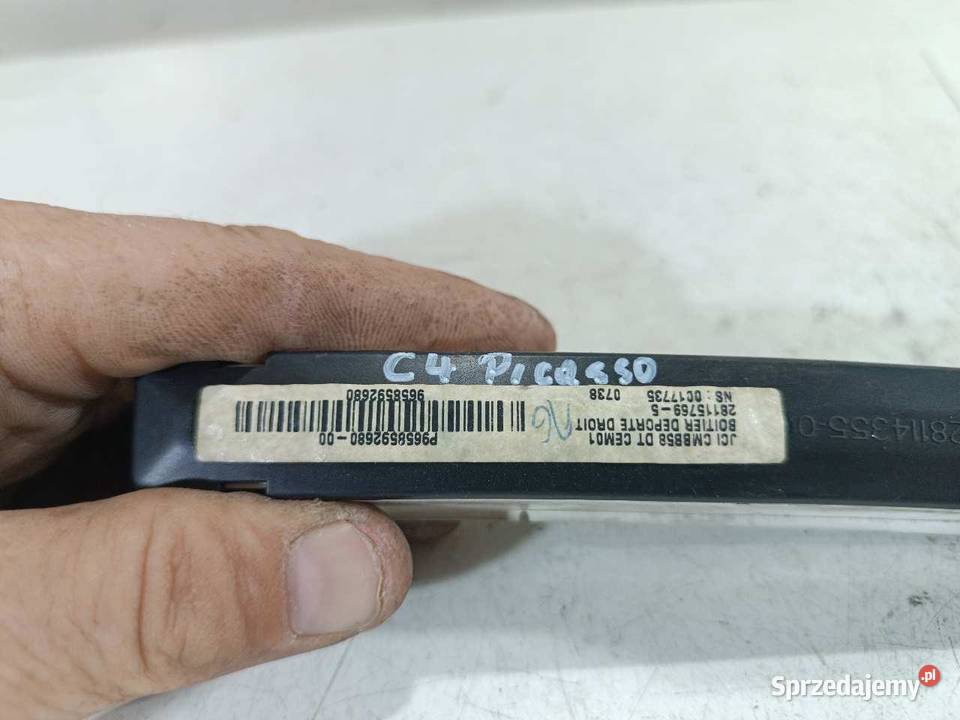 C4 PICASSO
JCI CMBB58 DT CEM01
BOITIER DEPORTE DROIT
28115769-5
NS : 0C17735
0738
P9658592680-00
9658592680
28114355-0
Sprzedajemy.pl